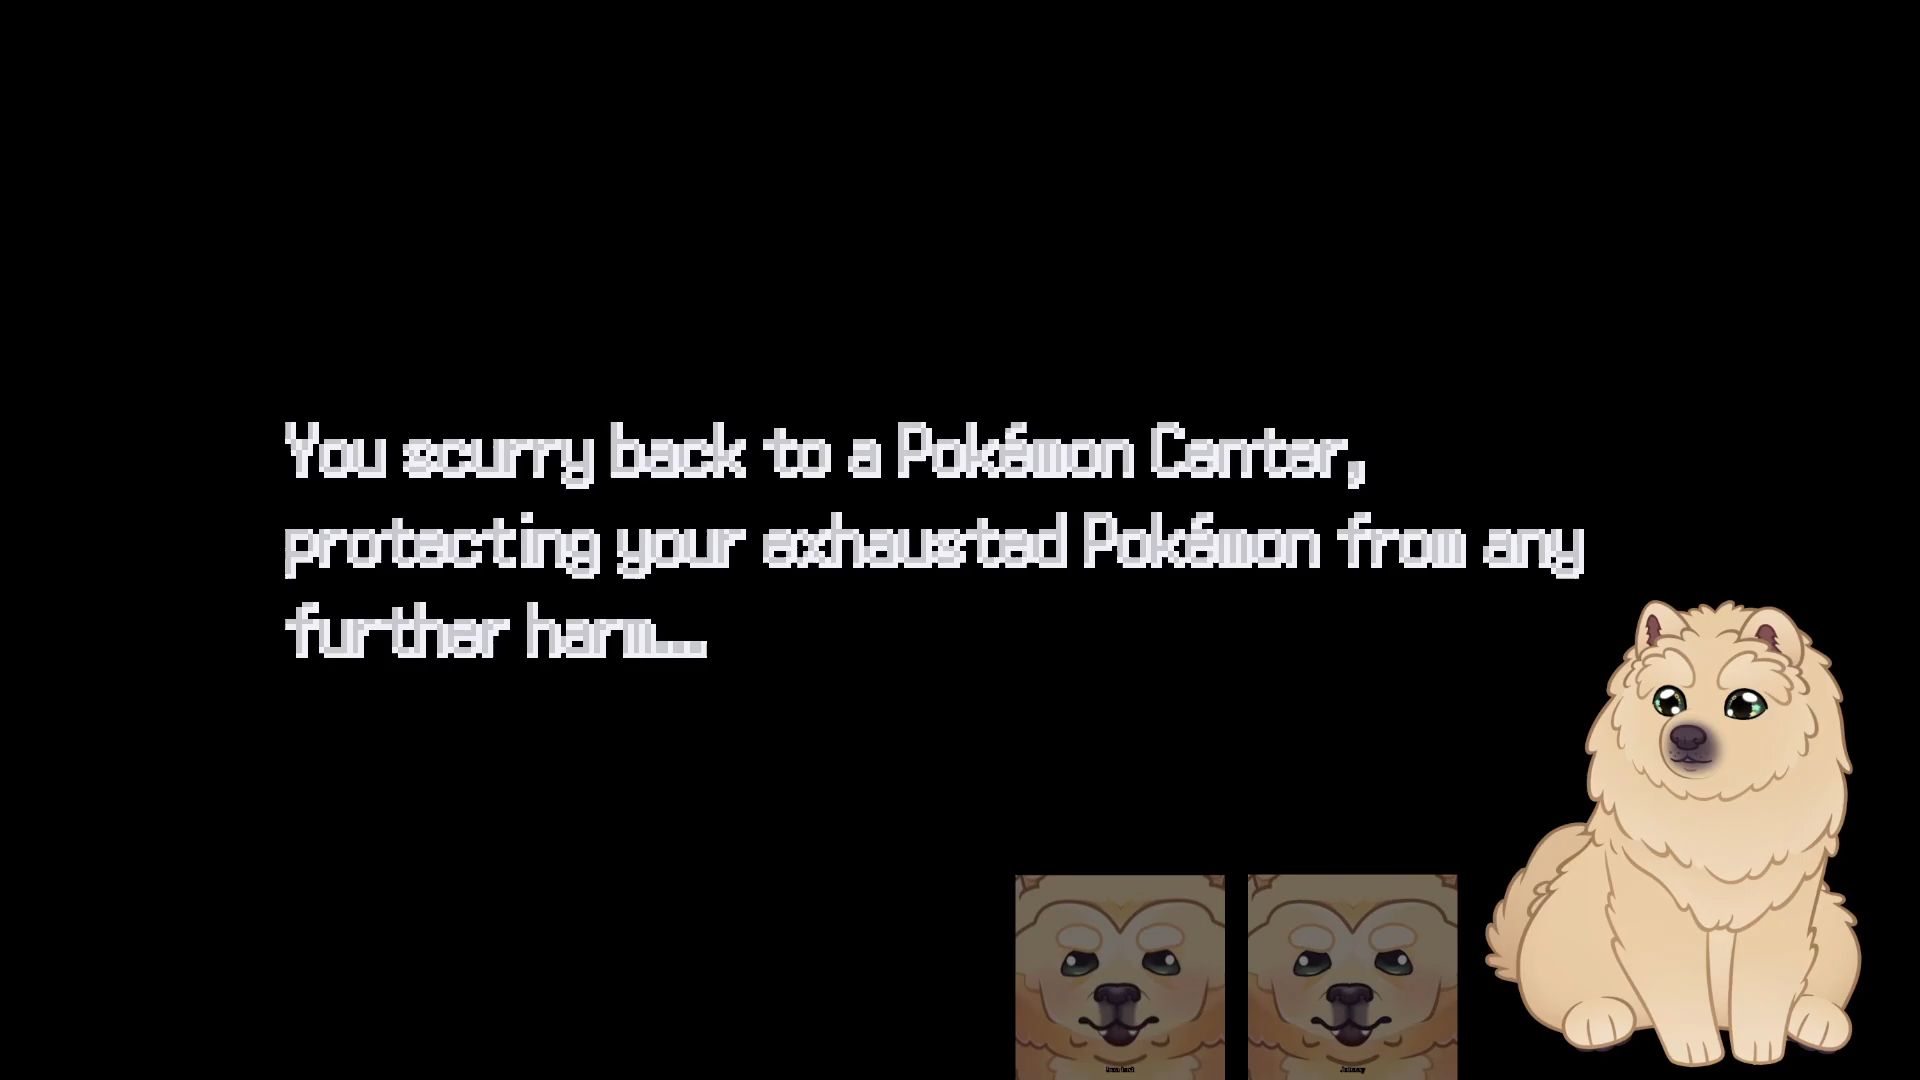 You scurry back to a Pokémon Center,
protecting your exhausted Pokémon from any
further harm...